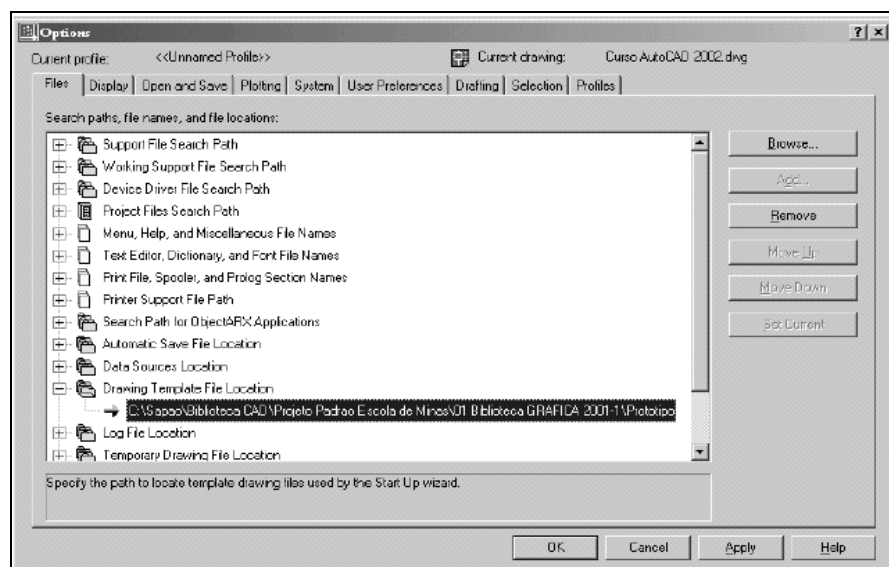 Options
Current profile: <<Unnamed Profile>> Current drawing: Curso AutoCAD 2002.dwg
Files Display Open and Save Plotting System User Preferences Drafting Selection Profiles
Search paths, file names, and file locations:
Support File Search Path
Working Support File Search Path
Device Driver File Search Path
Project Files Search Path
Menu, Help, and Miscellaneous File Names
Text Editor, Dictionary, and Font File Names
Print File, Spooler, and Prolog Section Names
Printer Support File Path
Search Path for ObjectARX Applications
Automatic Save File Location
Data Sources Location
Drawing Template File Location
C:\Sapao\Biblioteca CAD\Projeto Padrao Escola de Minas\01 Biblioteca GRAFICA 2001-1\Prototipo
Log File Location
Temporary Drawing File Location
Browse...
Add...
Remove
Move Up
Move Down
Set Current
Specify the path to locate template drawing files used by the Start Up wizard.
OK Cancel Apply Help